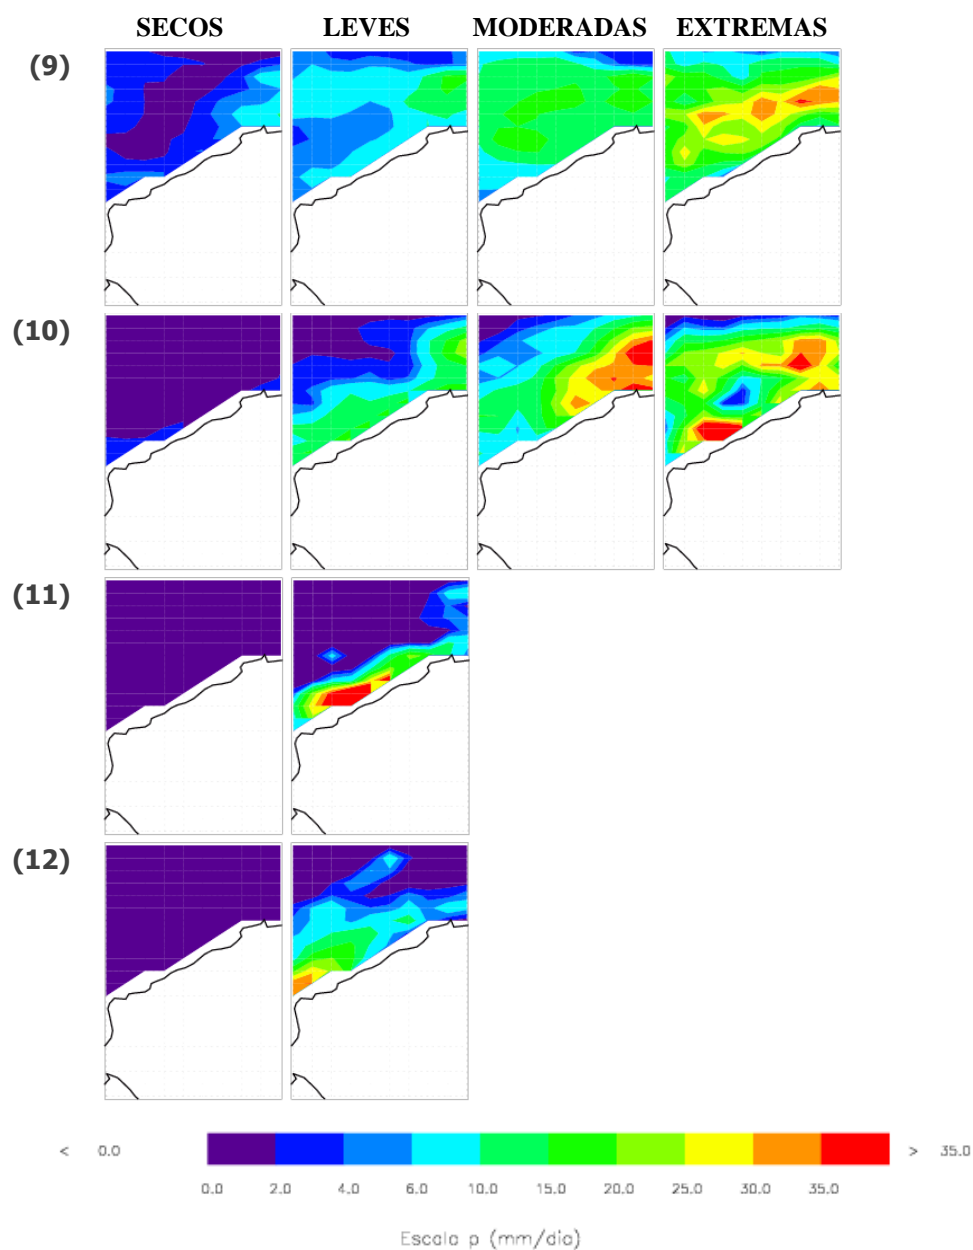 SECOS LEVES MODERADAS EXTREMAS
(9)
(10)
(11)
(12)
< 0.0 > 35.0
0.0 2.0 4.0 6.0 10.0 15.0 20.0 25.0 30.0 35.0
Escala p (mm/dia)